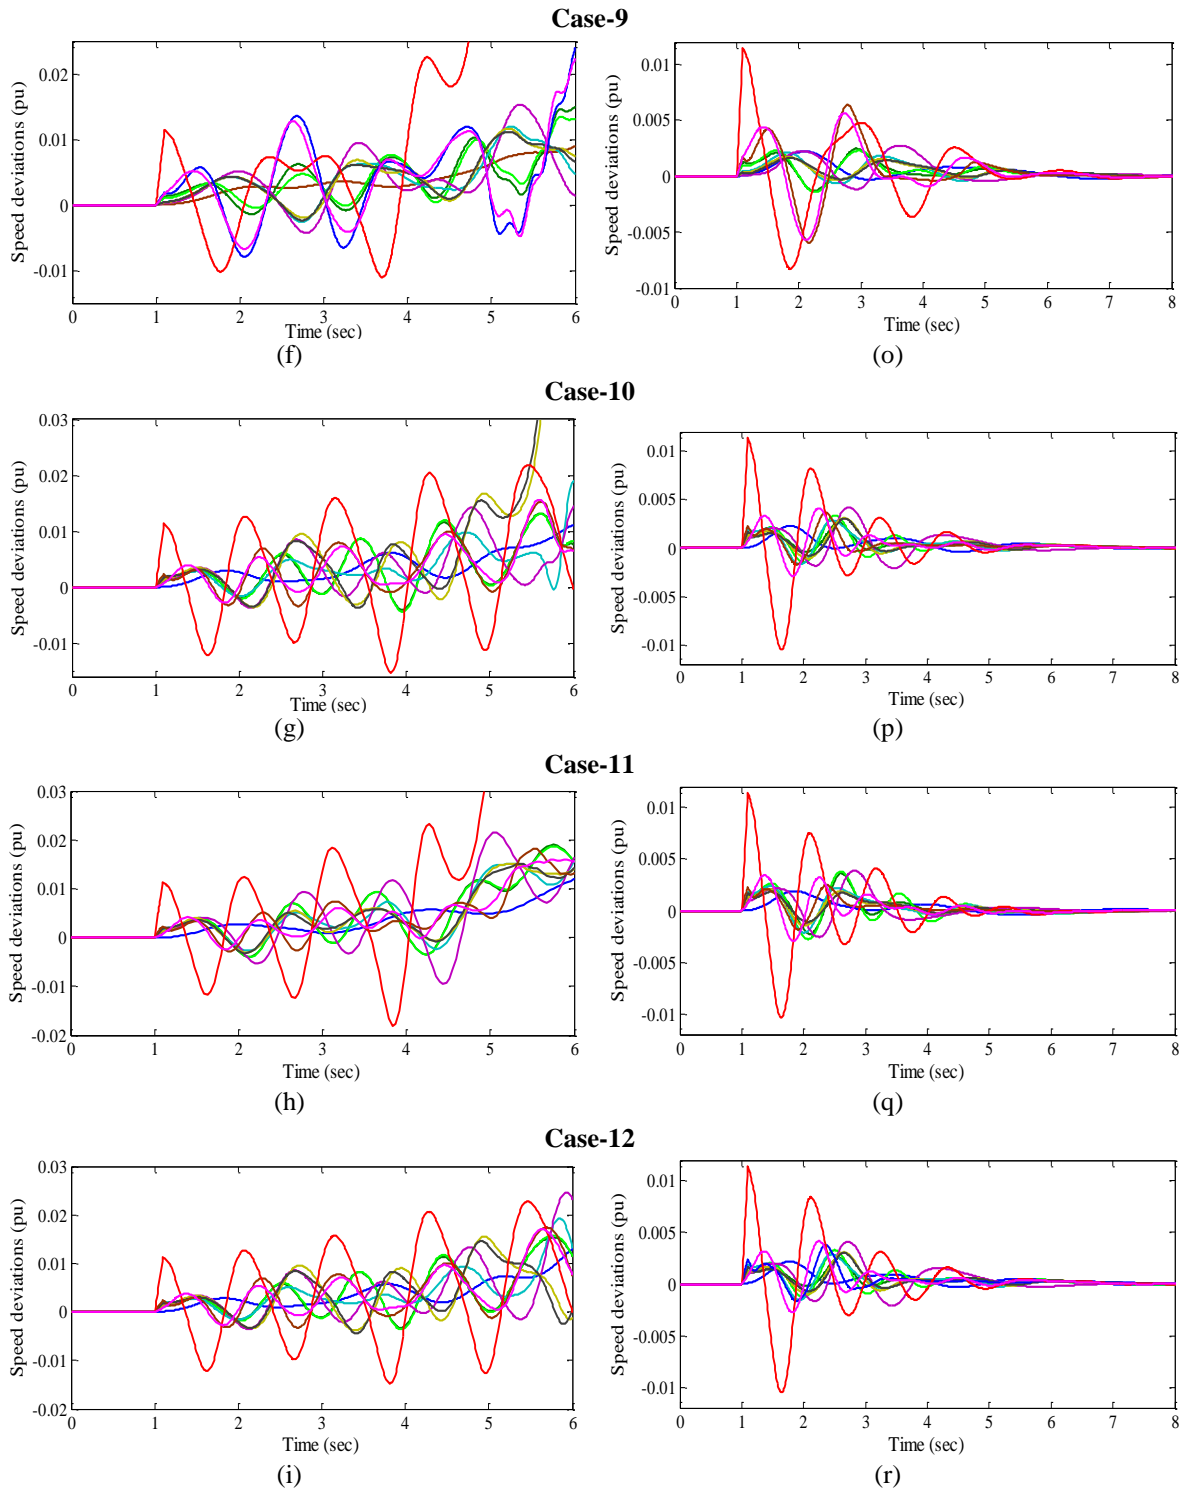 Case-9
Speed deviations (pu)
0.02
0.01
0
-0.01
0 1 2 3 4 5 6
Time (sec)
(f)
Speed deviations (pu)
0.01
0.005
0
-0.005
-0.01
0 1 2 3 4 5 6 7 8
Time (sec)
(o)
Case-10
Speed deviations (pu)
0.03
0.02
0.01
0
-0.01
0 1 2 3 4 5 6
Time (sec)
(g)
Speed deviations (pu)
0.01
0.005
0
-0.005
-0.01
0 1 2 3 4 5 6 7 8
Time (sec)
(p)
Case-11
Speed deviations (pu)
0.03
0.02
0.01
0
-0.01
-0.02
0 1 2 3 4 5 6
Time (sec)
(h)
Speed deviations (pu)
0.01
0.005
0
-0.005
-0.01
0 1 2 3 4 5 6 7 8
Time (sec)
(q)
Case-12
Speed deviations (pu)
0.03
0.02
0.01
0
-0.01
-0.02
0 1 2 3 4 5 6
Time (sec)
(i)
Speed deviations (pu)
0.01
0.005
0
-0.005
-0.01
0 1 2 3 4 5 6 7 8
Time (sec)
(r)